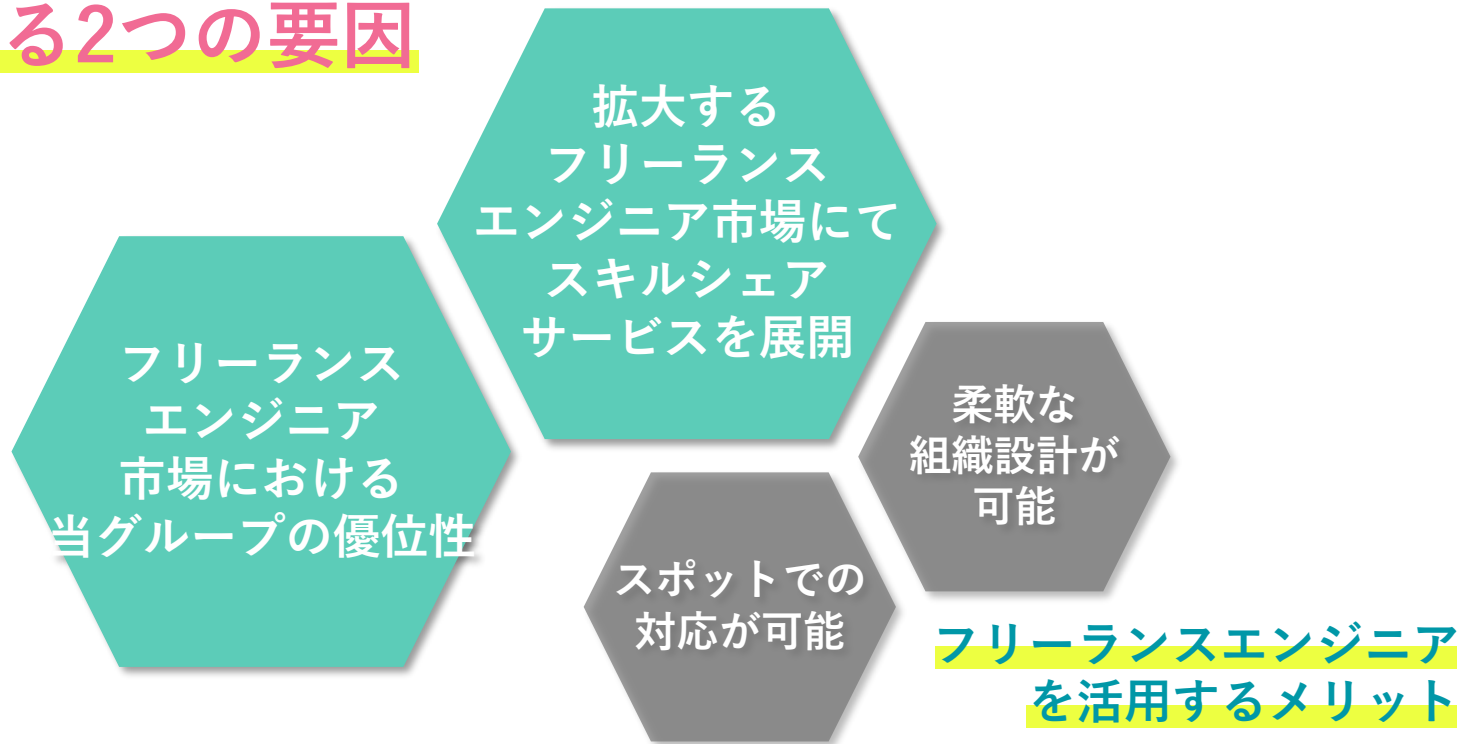 る2つの要因
拡大する
フリーランス
エンジニア市場にて
スキルシェア
サービスを展開
フリーランス
エンジニア
市場における
当グループの優位性
柔軟な
組織設計が
可能
スポットでの
対応が可能
フリーランスエンジニア
を活用するメリット